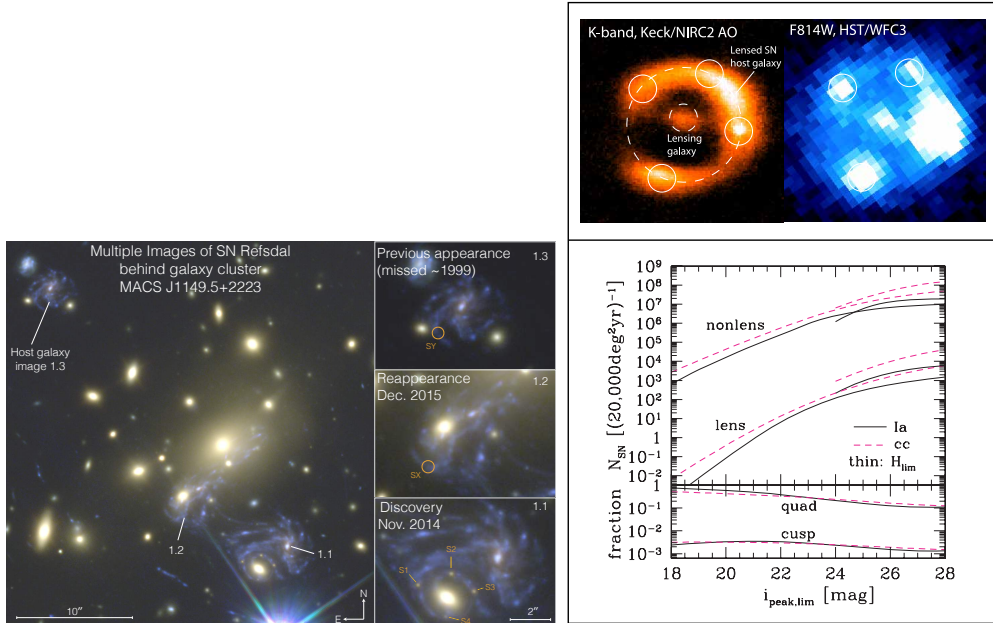 Multiple Images of SN Refsdal
behind galaxy cluster
MACS J1149.5+2223
Host galaxy
image 1.3
1.2
1.1
10″
N
E
Previous appearance
(missed ~1999)
1.3
SY
Reappearance
Dec. 2015
1.2
SX
Discovery
Nov. 2014
1.1
S1
S2
S3
S4
2″
K-band, Keck/NIRC2 AO
Lensed SN
host galaxy
Lensing
galaxy
F814W, HST/WFC3
N_SN [(20,000deg²yr)⁻¹]
10⁹
10⁸
10⁷
10⁶
10⁵
10⁴
10³
10²
10¹
1
10⁻¹
10⁻²
nonlens
lens
Ia
cc
thin: H_lim
fraction
1
10⁻¹
10⁻²
10⁻³
quad
cusp
18 20 22 24 26 28
i_peak,lim [mag]